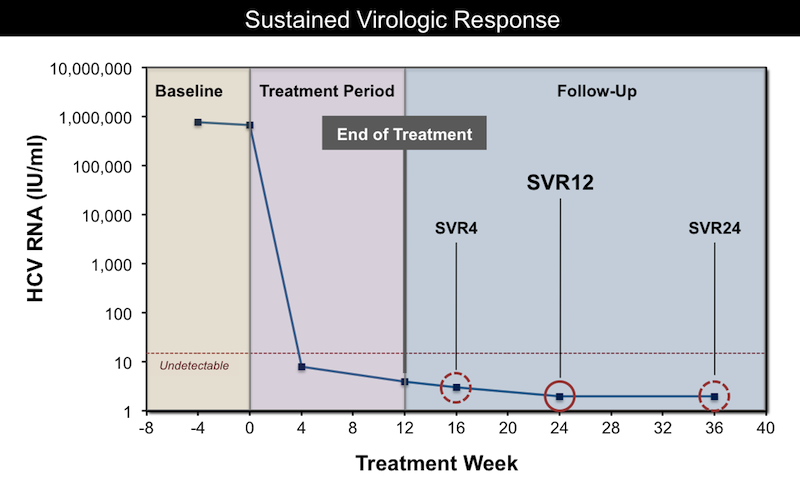 Sustained Virologic Response
10,000,000
1,000,000
100,000
10,000
1,000
100
10
1
HCV RNA (IU/ml)
Baseline
Treatment Period
Follow-Up
End of Treatment
SVR4
SVR12
SVR24
Undetectable
-8 -4 0 4 8 12 16 20 24 28 32 36 40
Treatment Week